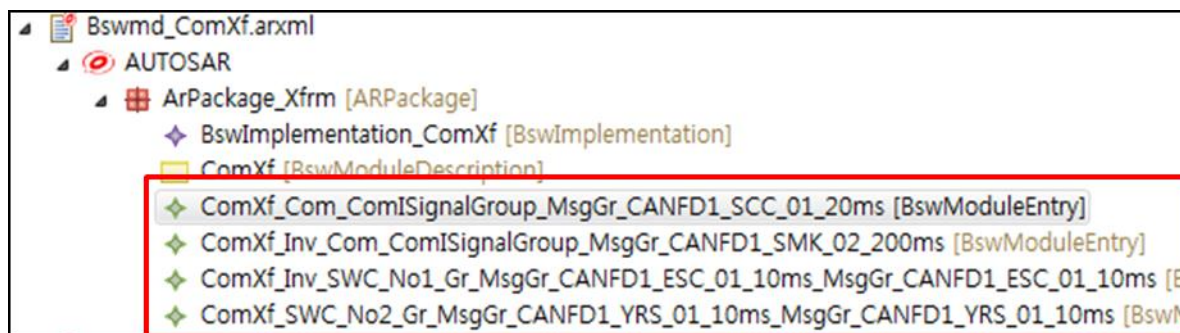 Bswmd_ComXf.arxml
AUTOSAR
ArPackage_Xfrm [ARPackage]
BswImplementation_ComXf [BswImplementation]
ComXf [BswModuleDescription]
ComXf_Com_ComISignalGroup_MsgGr_CANFD1_SCC_01_20ms [BswModuleEntry]
ComXf_Inv_Com_ComISignalGroup_MsgGr_CANFD1_SMK_02_200ms [BswModuleEntry]
ComXf_Inv_SWC_No1_Gr_MsgGr_CANFD1_ESC_01_10ms_MsgGr_CANFD1_ESC_01_10ms
ComXf_SWC_No2_Gr_MsgGr_CANFD1_YRS_01_10ms_MsgGr_CANFD1_YRS_01_10ms